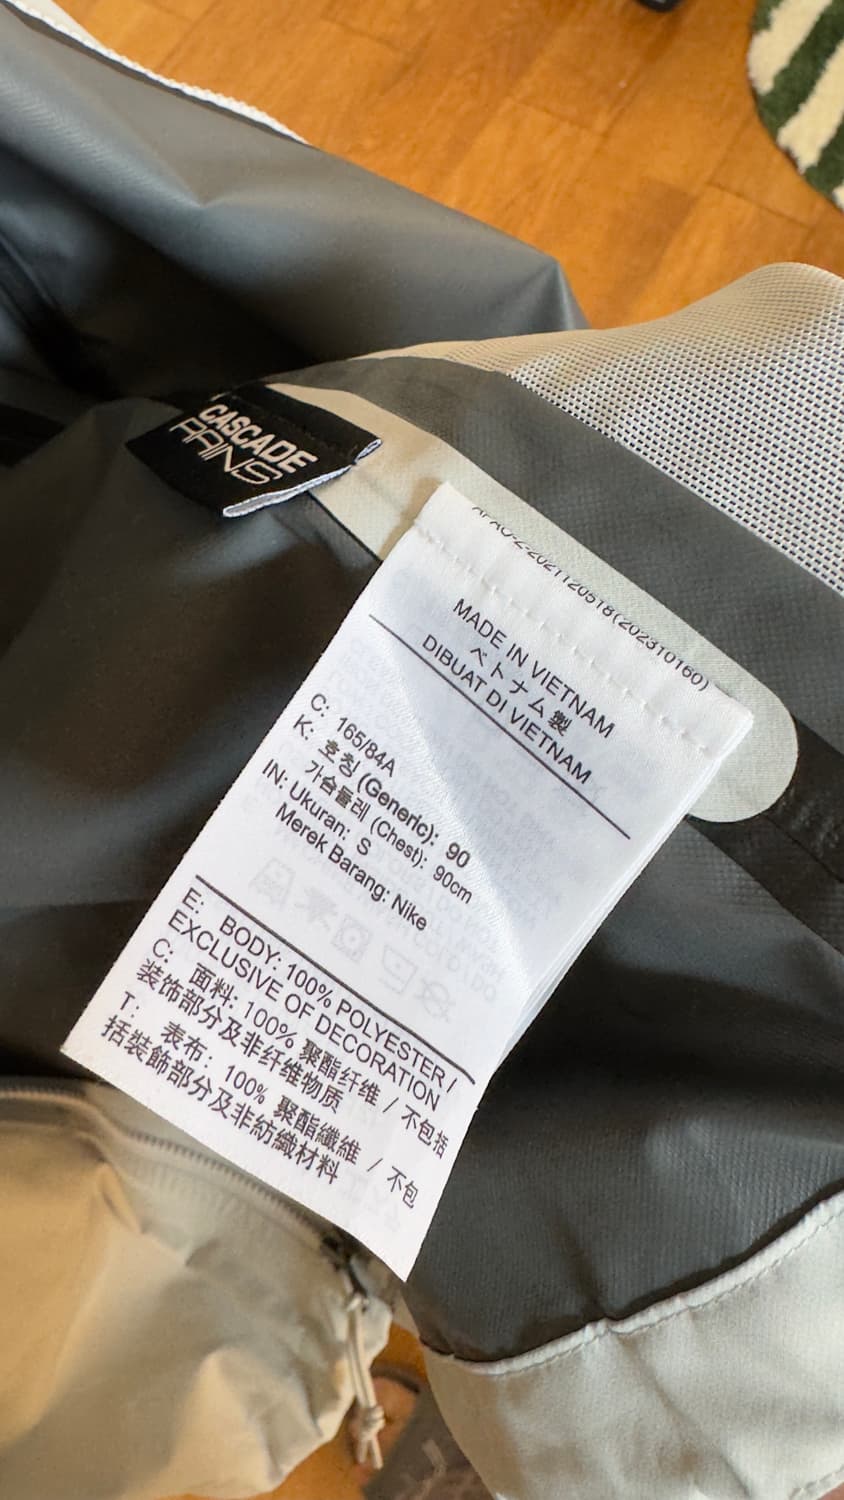 CASCADE
RAINS
MADE IN VIETNAM
ベトナム製
DIBUAT DI VIETNAM
C: 165/84A
K: 호칭 (Generic): 90
가슴둘레 (Chest): 90cm
IN: Ukuran: S
Merek Barang: Nike
E: BODY: 100% POLYESTER /
EXCLUSIVE OF DECORATION
C: 面料: 100% 聚酯纤维 / 不包括
装饰部分及非纤维物质
T: 表布: 100% 聚酯纖維 / 不包
括裝飾部分及非紡織材料